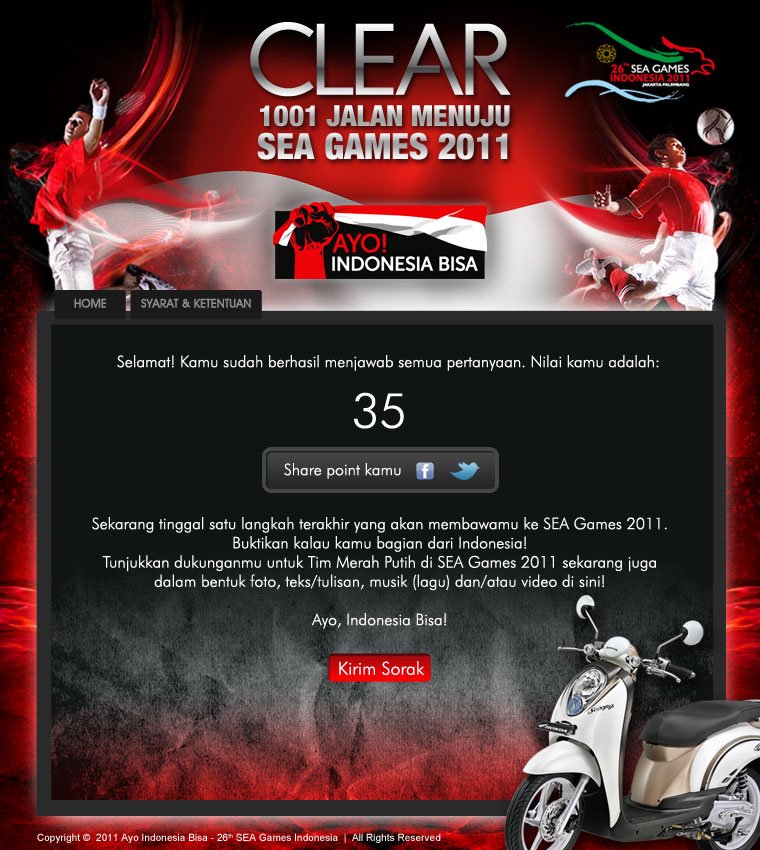 CLEAR
1001 JALAN MENUJU
SEA GAMES 2011
26TH SEA GAMES
INDONESIA 2011
JAKARTA-PALEMBANG
AYO!
INDONESIA BISA
HOME
SYARAT & KETENTUAN
Selamat! Kamu sudah berhasil menjawab semua pertanyaan. Nilai kamu adalah:
35
Share point kamu
Sekarang tinggal satu langkah terakhir yang akan membawamu ke SEA Games 2011.
Buktikan kalau kamu bagian dari Indonesia!
Tunjukkan dukunganmu untuk Tim Merah Putih di SEA Games 2011 sekarang juga
dalam bentuk foto, teks/tulisan, musik (lagu) dan/atau video di sini!
Ayo, Indonesia Bisa!
Kirim Sorak
Scoopy
HONDA
Copyright © 2011 Ayo Indonesia Bisa - 26th SEA Games Indonesia | All Rights Reserved